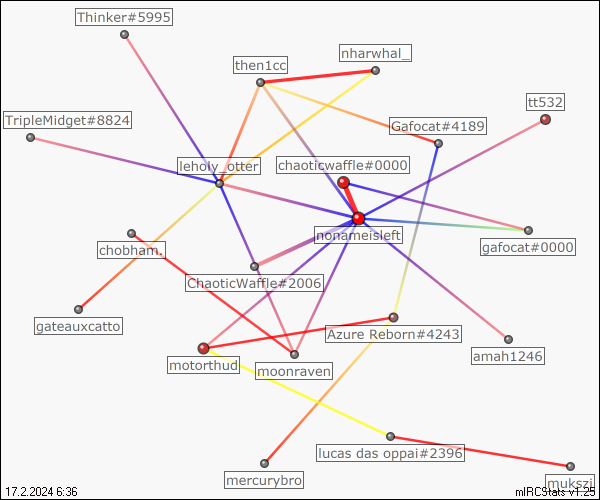 Thinker#5995
nharwhal_
then1cc
tt532
TripleMidget#8824
Gafocat#4189
chaoticwaffle#0000
leholy_otter
nonameisleft
gafocat#0000
chobham.
ChaoticWaffle#2006
gateauxcatto
Azure Reborn#4243
amah1246
motorthud
moonraven
lucas das oppai#2396
mercurybro
mukszi
17.2.2024 6:36
mIRCStats v1.25